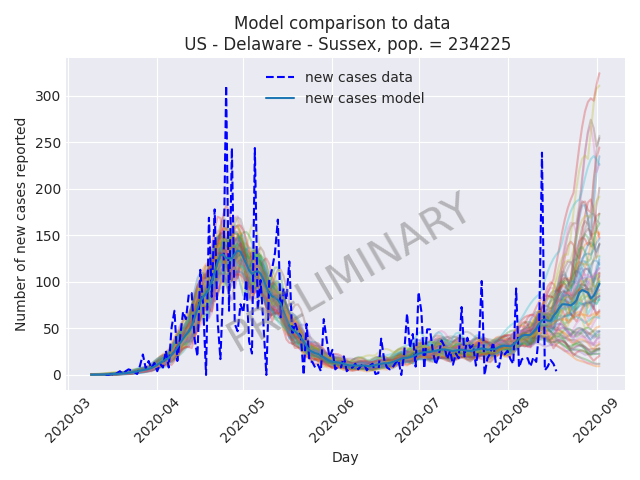 Model comparison to data
US - Delaware - Sussex, pop. = 234225
new cases data
new cases model
Number of new cases reported
300
250
200
150
100
50
0
PRELIMINARY
2020-03
2020-04
2020-05
2020-06
2020-07
2020-08
2020-09
Day